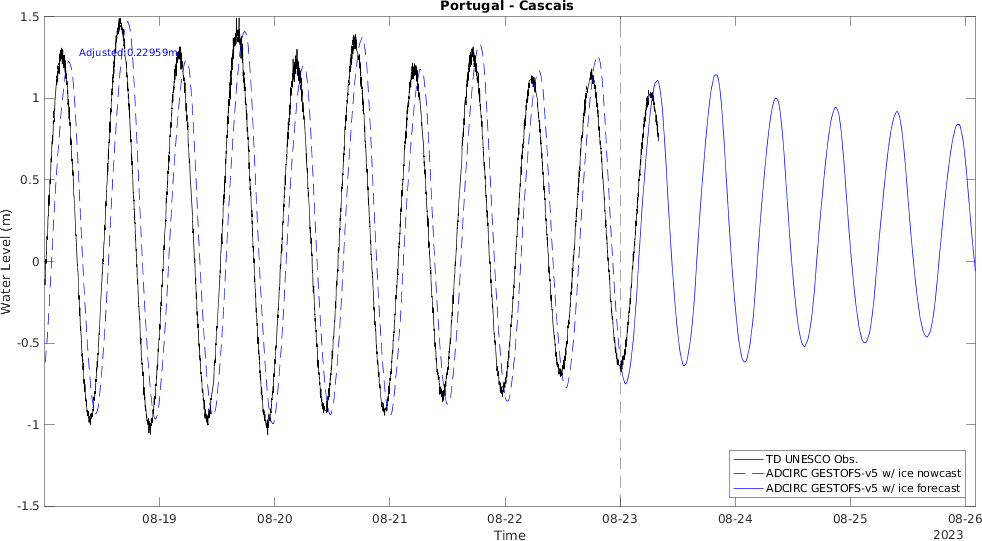 Portugal - Cascais
Adjusted:0.22959m
Water Level (m)
1.5
1
0.5
0
-0.5
-1
-1.5
08-19
08-20
08-21
08-22
08-23
08-24
08-25
08-26
Time
2023
TD UNESCO Obs.
ADCIRC GESTOFS-v5 w/ ice nowcast
ADCIRC GESTOFS-v5 w/ ice forecast